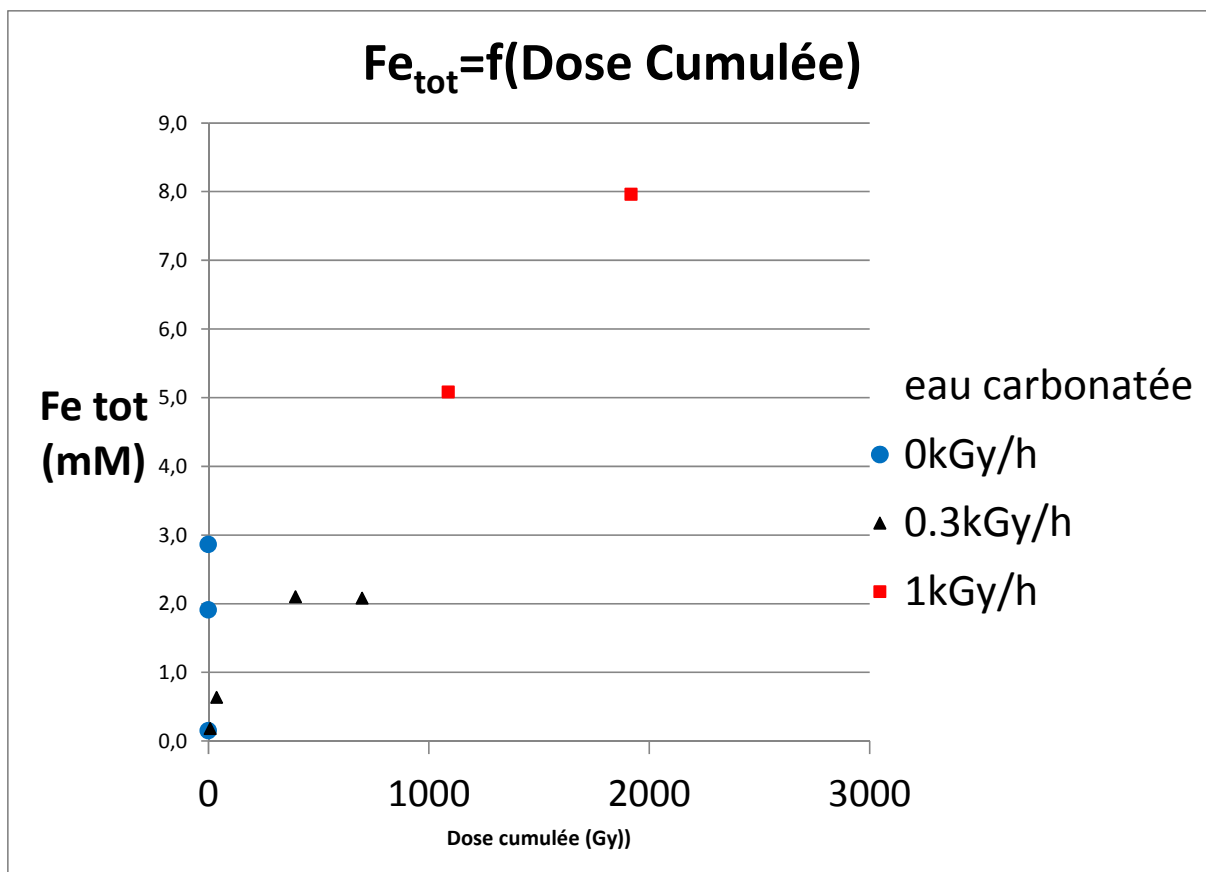 Fetot=f(Dose Cumulée)
9,0
8,0
7,0
6,0
5,0
4,0
3,0
2,0
1,0
0,0
Fe tot
(mM)
eau carbonatée
0kGy/h
0.3kGy/h
1kGy/h
0 1000 2000 3000
Dose cumulée (Gy))